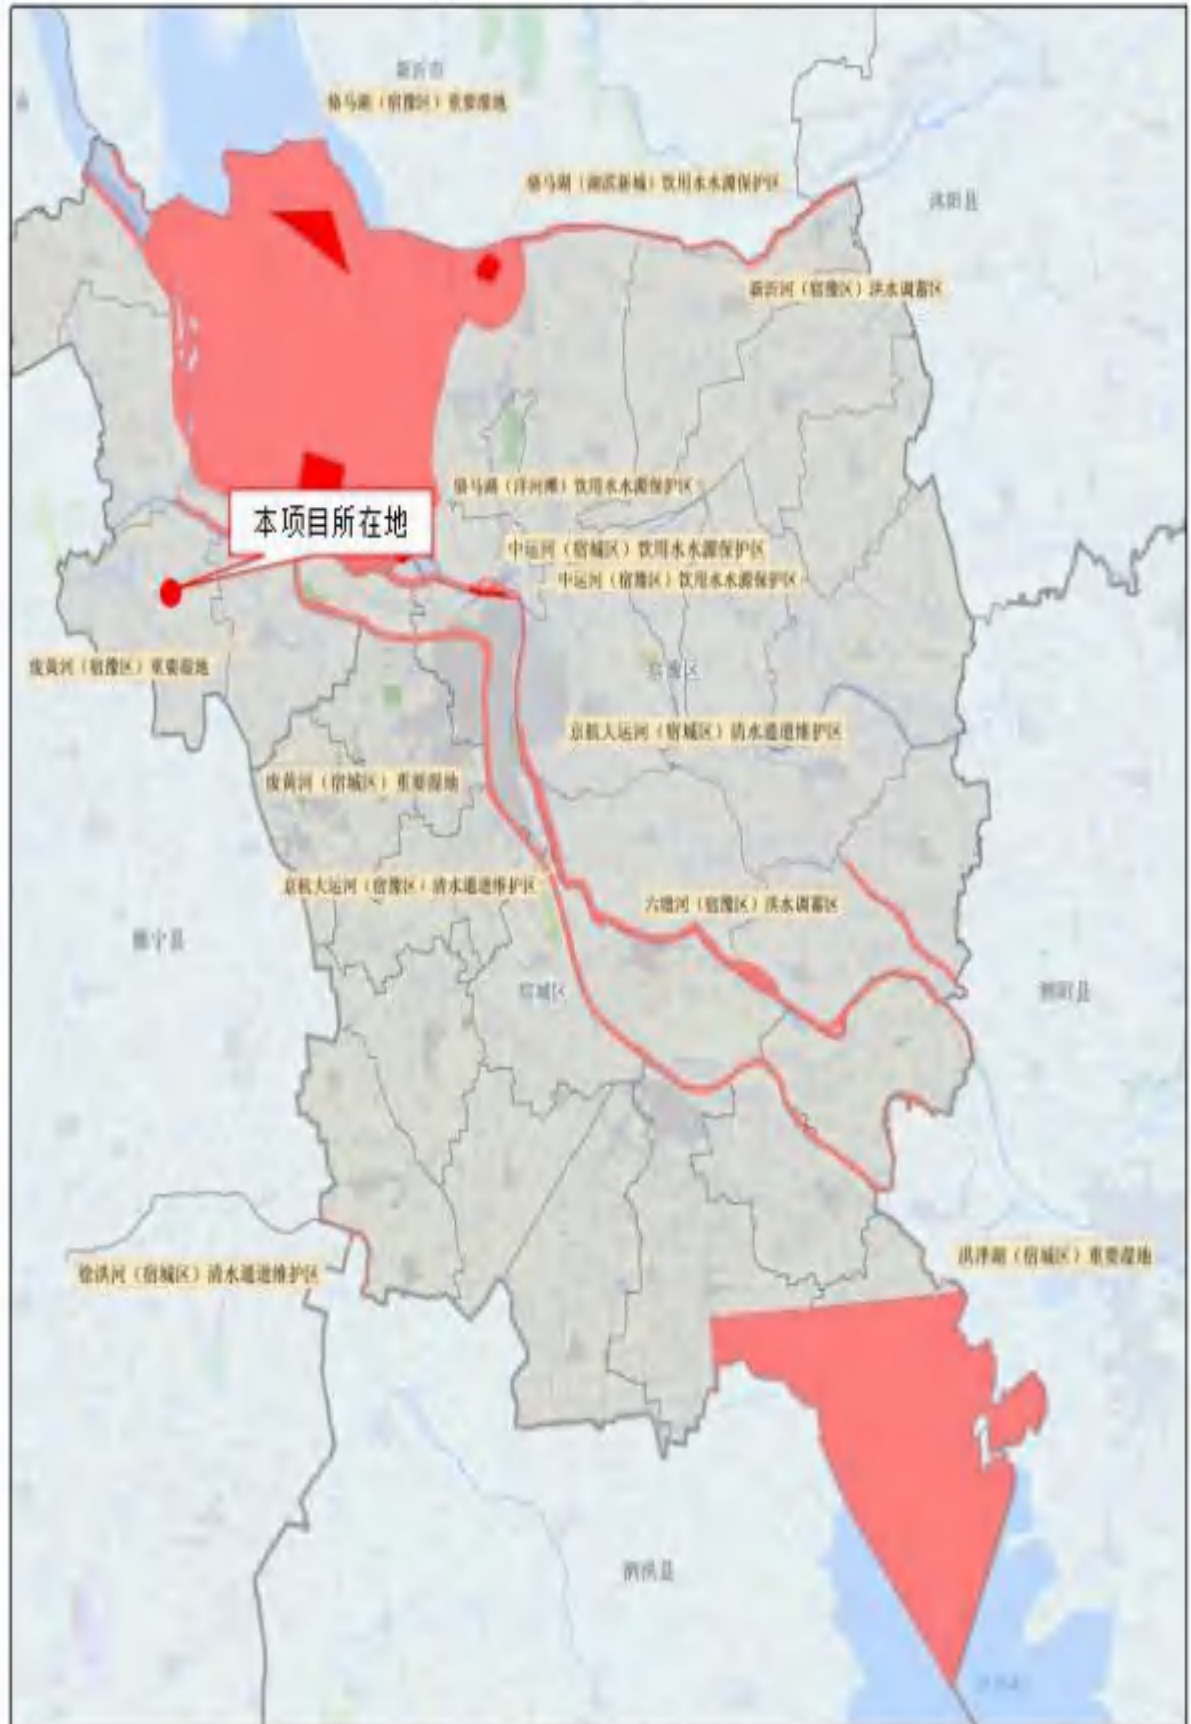 新沂市
骆马湖（宿豫区）重要湿地
骆马湖（湖滨新城）饮用水水源保护区
沭阳县
新沂河（宿豫区）洪水调蓄区
骆马湖（洋河滩）饮用水水源保护区
本项目所在地
中运河（宿城区）饮用水水源保护区
中运河（宿豫区）饮用水水源保护区
废黄河（宿豫区）重要湿地
宿豫区
京杭大运河（宿城区）清水通道维护区
废黄河（宿城区）重要湿地
京杭大运河（宿豫区）清水通道维护区
六塘河（宿豫区）洪水调蓄区
睢宁县
宿城区
泗阳县
洪泽湖（宿城区）重要湿地
徐洪河（宿城区）清水通道维护区
泗洪县